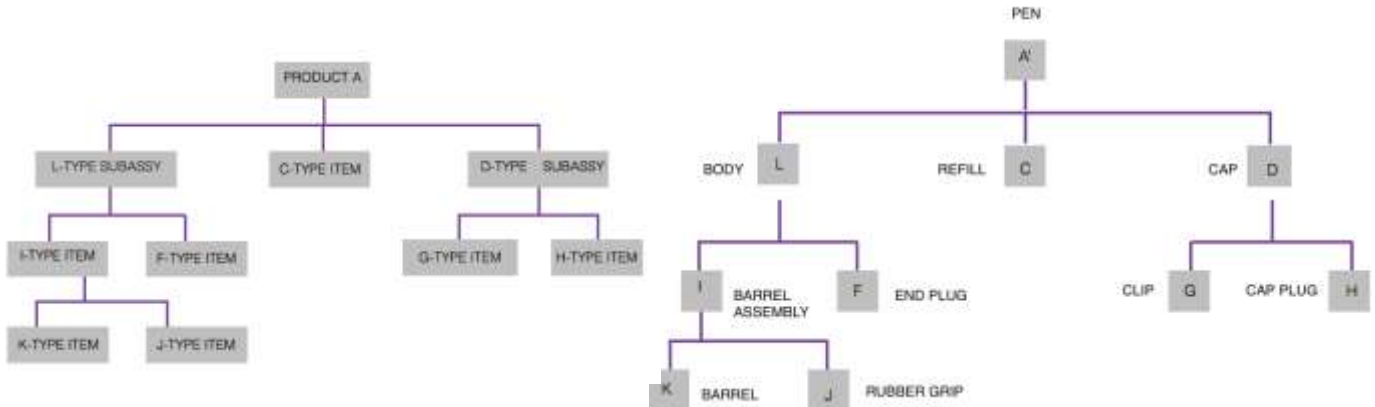 PRODUCT A
L-TYPE SUBASSY
C-TYPE ITEM
D-TYPE SUBASSY
I-TYPE ITEM
F-TYPE ITEM
G-TYPE ITEM
H-TYPE ITEM
K-TYPE ITEM
J-TYPE ITEM
PEN
A'
BODY
L
REFILL
C
CAP
D
I
BARREL
ASSEMBLY
F
END PLUG
CLIP
G
CAP PLUG
H
K
BARREL
J
RUBBER GRIP